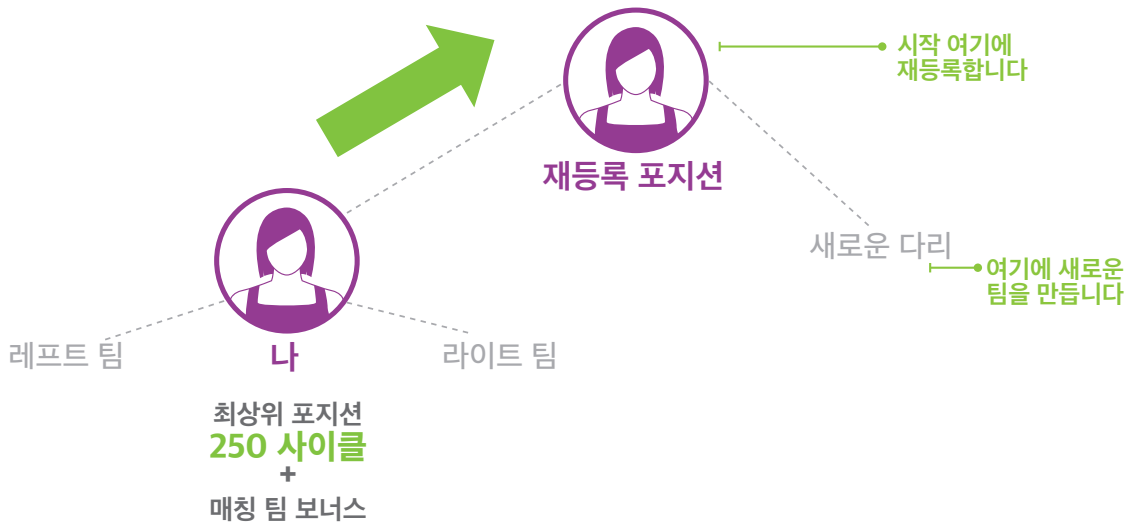 시작 여기에
재등록합니다
재등록 포지션
새로운 다리
여기에 새로운
팀을 만듭니다
레프트 팀
나
라이트 팀
최상위 포지션
250 사이클
+
매칭 팀 보너스